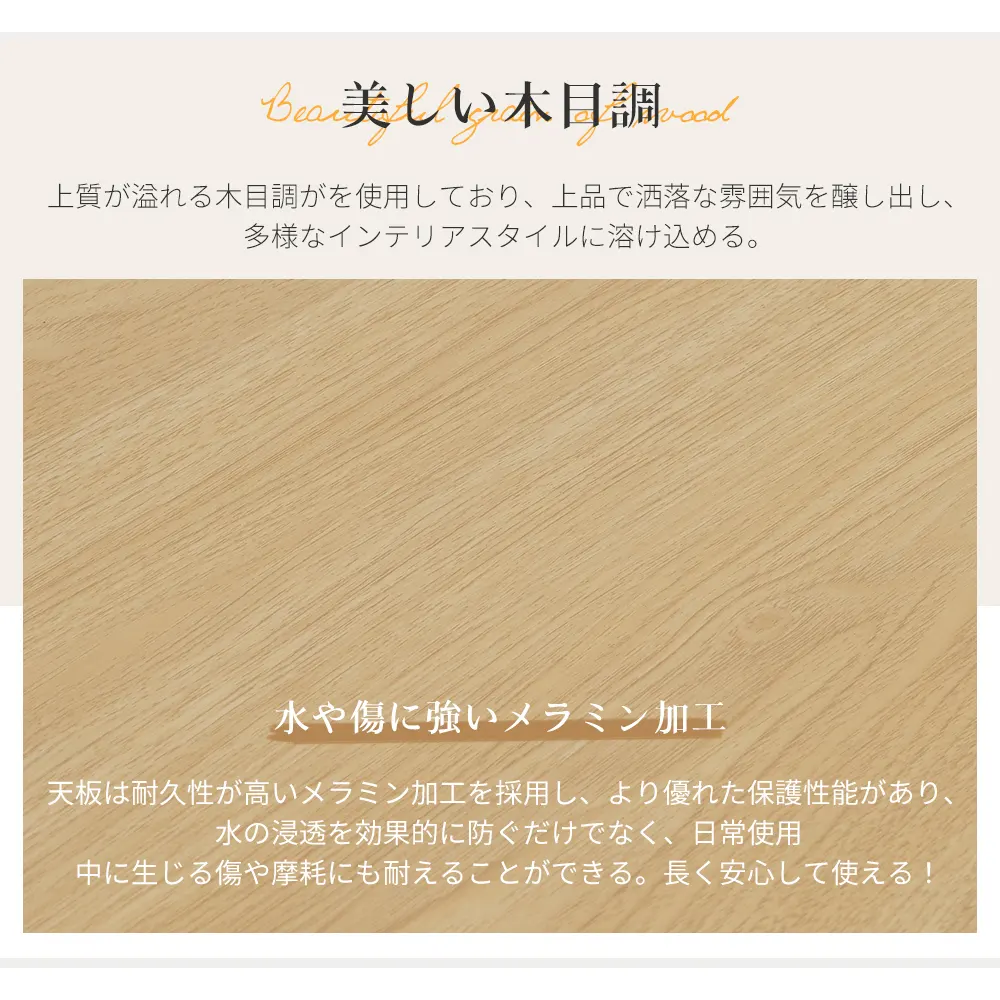 Beautiful grain of wood
美しい木目調
上質が溢れる木目調がを使用しており、上品で洒落な雰囲気を醸し出し、
多様なインテリアスタイルに溶け込める。
水や傷に強いメラミン加工
天板は耐久性が高いメラミン加工を採用し、より優れた保護性能があり、
水の浸透を効果的に防ぐだけでなく、日常使用
中に生じる傷や摩耗にも耐えることができる。長く安心して使える！